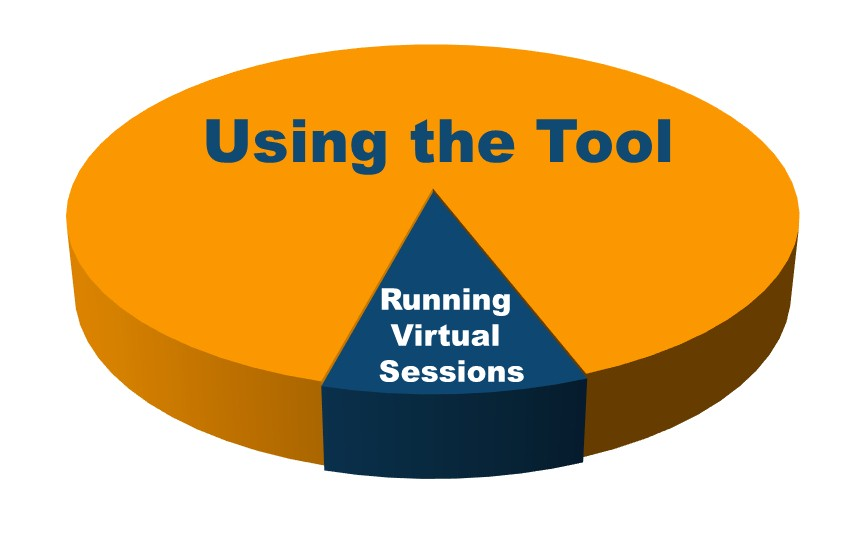 Using the Tool
Running
Virtual
Sessions